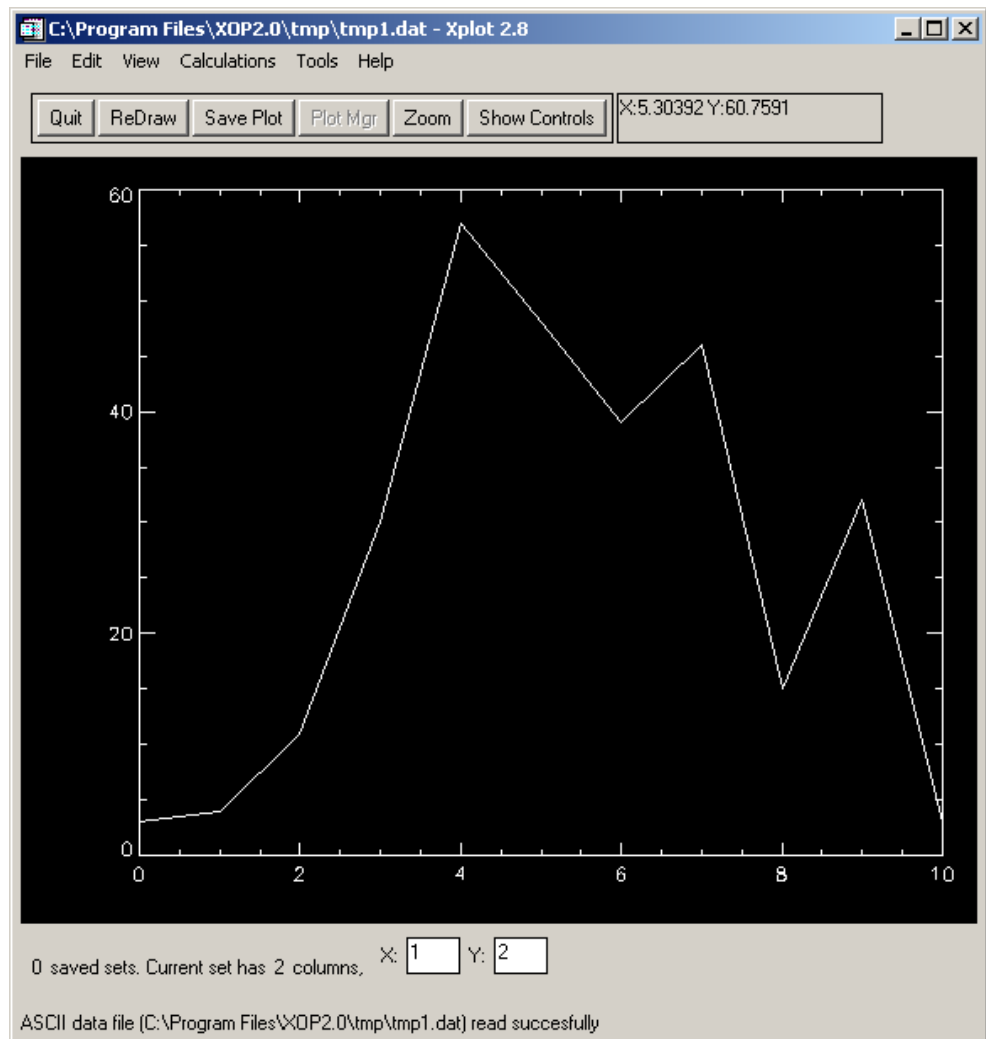 C:\Program Files\XOP2.0\tmp\tmp1.dat - Xplot 2.8
File Edit View Calculations Tools Help
Quit ReDraw Save Plot Plot Mgr Zoom Show Controls X:5.30392 Y:60.7591
60
40
20
0
0 2 4 6 8 10
0 saved sets. Current set has 2 columns, X: 1 Y: 2
ASCII data file (C:\Program Files\XOP2.0\tmp\tmp1.dat) read succesfully